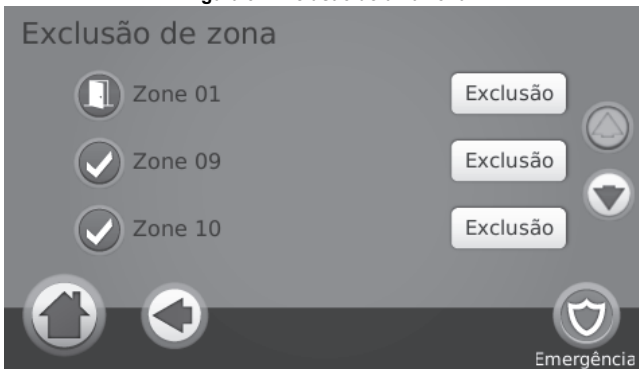 Exclusão de zona
Zone 01 Exclusão
Zone 09 Exclusão
Zone 10 Exclusão
Emergência